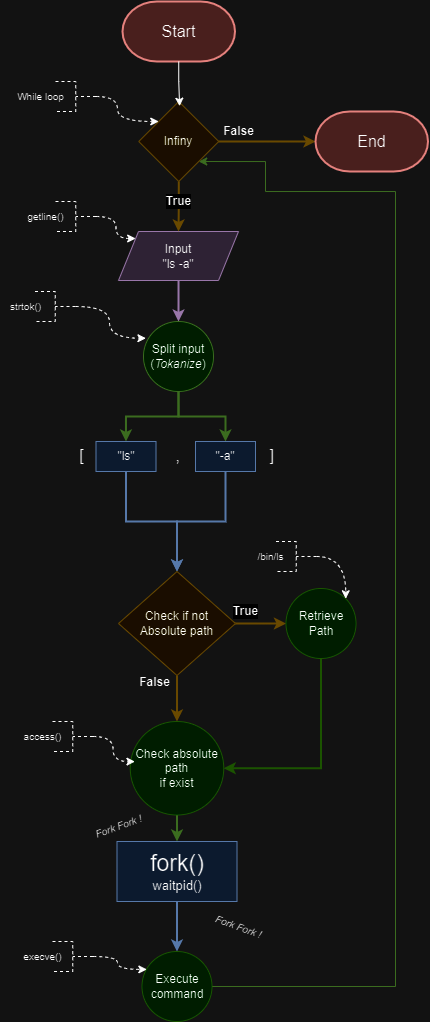 Start
While loop
Infiny
False
End
True
getline()
Input
"ls -a"
strtok()
Split input
(Tokanize)
[ "ls" , "-a" ]
/bin/ls
Check if not
Absolute path
True
Retrieve
Path
False
access()
Check absolute
path
if exist
Fork Fork !
fork()
waitpid()
Fork Fork !
execve()
Execute
command